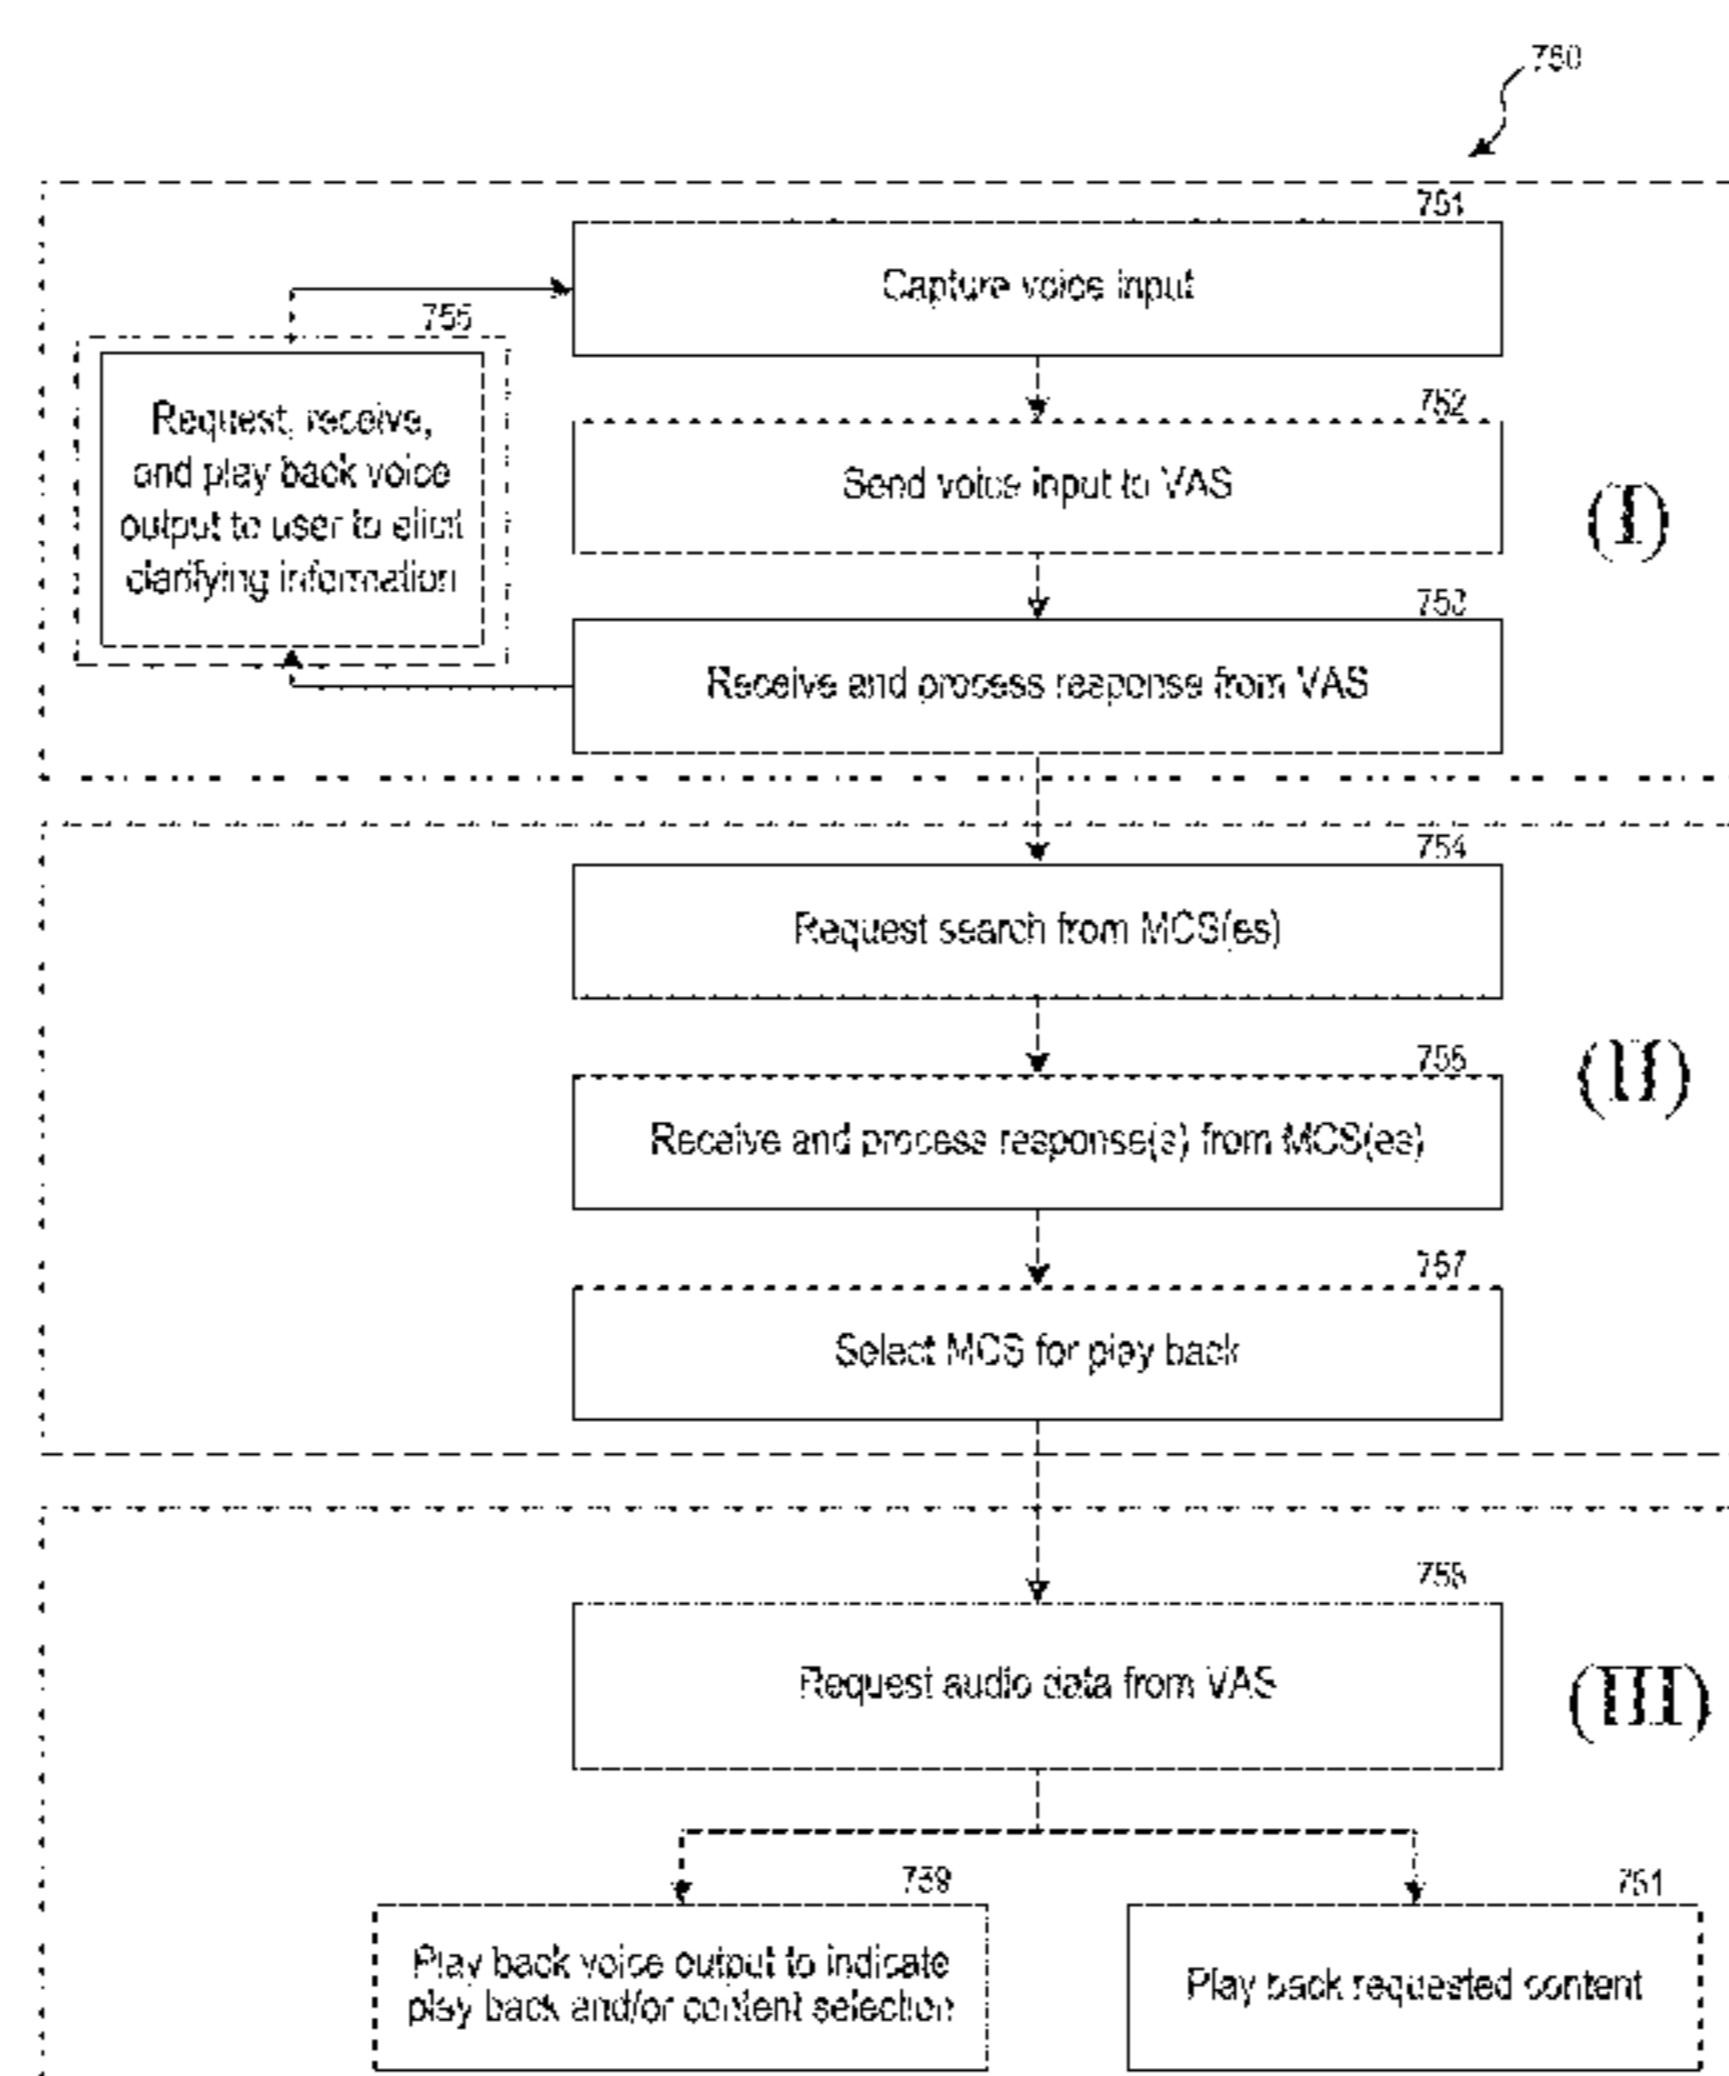 750
751
Capture voice input
755
Request, receive,
and play back voice
output to user to elicit
clarifying information
752
Send voice input to VAS
(I)
753
Receive and process response from VAS
754
Request search from MCS(es)
Receive and process response(s) from MCS(es)
(II)
757
Select MCS for play back
Request audio data from VAS
(III)
759
Play back voice output to indicate
play back and/or content selection
751
Play back requested content